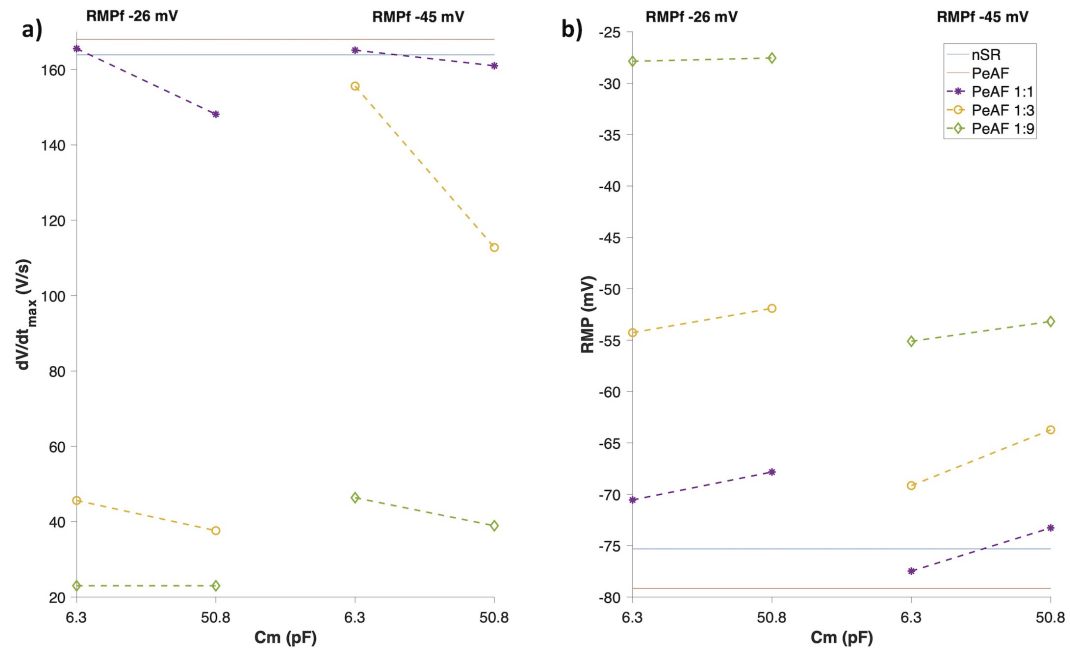 a)
RMPf -26 mV
RMPf -45 mV
160
140
120
100
80
60
40
20
dV/dtmax (V/s)
6.3
50.8
6.3
50.8
Cm (pF)
b)
RMPf -26 mV
RMPf -45 mV
-25
-30
-35
-40
-45
-50
-55
-60
-65
-70
-75
-80
RMP (mV)
6.3
50.8
6.3
50.8
Cm (pF)
nSR
PeAF
PeAF 1:1
PeAF 1:3
PeAF 1:9